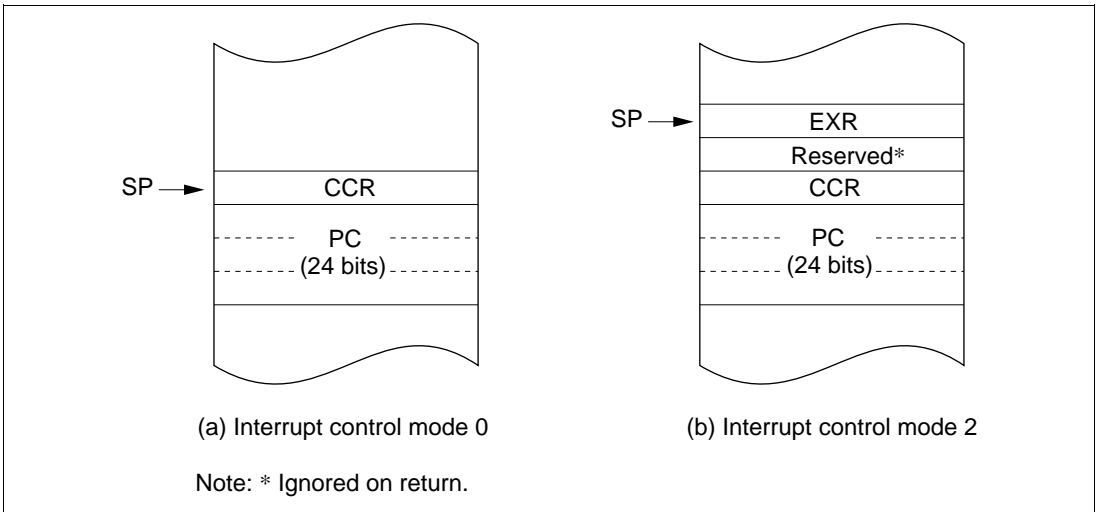 SP
CCR
PC
(24 bits)
(a) Interrupt control mode 0
SP
EXR
Reserved*
CCR
PC
(24 bits)
(b) Interrupt control mode 2
Note: * Ignored on return.